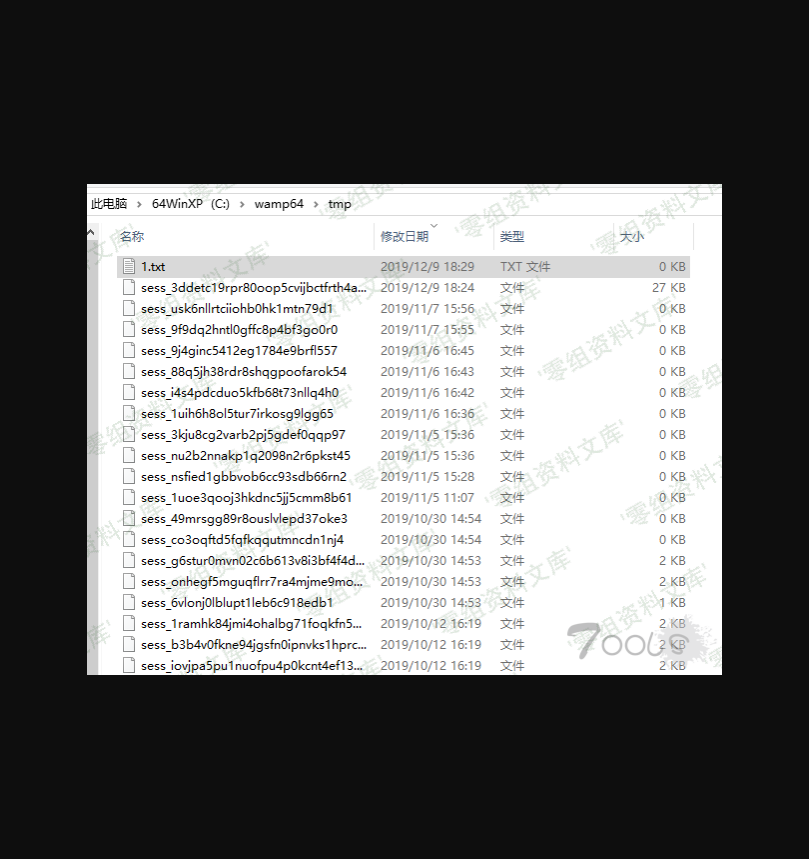 此电脑 › 64WinXP (C:) › wamp64 › tmp
名称 修改日期 类型 大小
1.txt 2019/12/9 18:29 TXT 文件 0 KB
sess_3ddetc19rpr80oop5cvijbctfrth4a... 2019/12/9 18:24 文件 27 KB
sess_usk6nllrtciiohb0hk1mtn79d1 2019/11/7 15:56 文件 0 KB
sess_9f9dq2hntl0gffc8p4bf3go0r0 2019/11/7 15:55 文件 0 KB
sess_9j4ginc5412eg1784e9brfl557 2019/11/6 16:45 文件 0 KB
sess_88q5jh38rdr8shqgpoofarok54 2019/11/6 16:43 文件 0 KB
sess_i4s4pdcduo5kfb68t73nllq4h0 2019/11/6 16:42 文件 0 KB
sess_1uih6h8ol5tur7irkosg9lgg65 2019/11/6 16:36 文件 0 KB
sess_3kju8cg2varb2pj5gdef0qqp97 2019/11/5 15:36 文件 0 KB
sess_nu2b2nnakp1q2098n2r6pkst45 2019/11/5 15:36 文件 0 KB
sess_nsfied1gbbvob6cc93sdb66rn2 2019/11/5 15:28 文件 0 KB
sess_1uoe3qooj3hkdnc5jj5cmm8b61 2019/11/5 11:07 文件 0 KB
sess_49mrsgg89r8ouslvlepd37oke3 2019/10/30 14:54 文件 0 KB
sess_co3oqftd5fqfkqqutmncdn1nj4 2019/10/30 14:54 文件 0 KB
sess_g6stur0mvn02c6b613v8i3bf4f4d... 2019/10/30 14:53 文件 2 KB
sess_onhegf5mguqflrr7ra4mjme9mo... 2019/10/30 14:53 文件 2 KB
sess_6vlonj0lblupt1leb6c918edb1 2019/10/30 14:53 文件 1 KB
sess_1ramhk84jmi4ohalbg71foqkfn5... 2019/10/12 16:19 文件 2 KB
sess_b3b4v0fkne94jgsfn0ipnvks1hprc... 2019/10/12 16:19 文件 2 KB
sess_iovjpa5pu1nuofpu4p0kcnt4ef13... 2019/10/12 16:19 文件 2 KB
零组资料文库
7ools